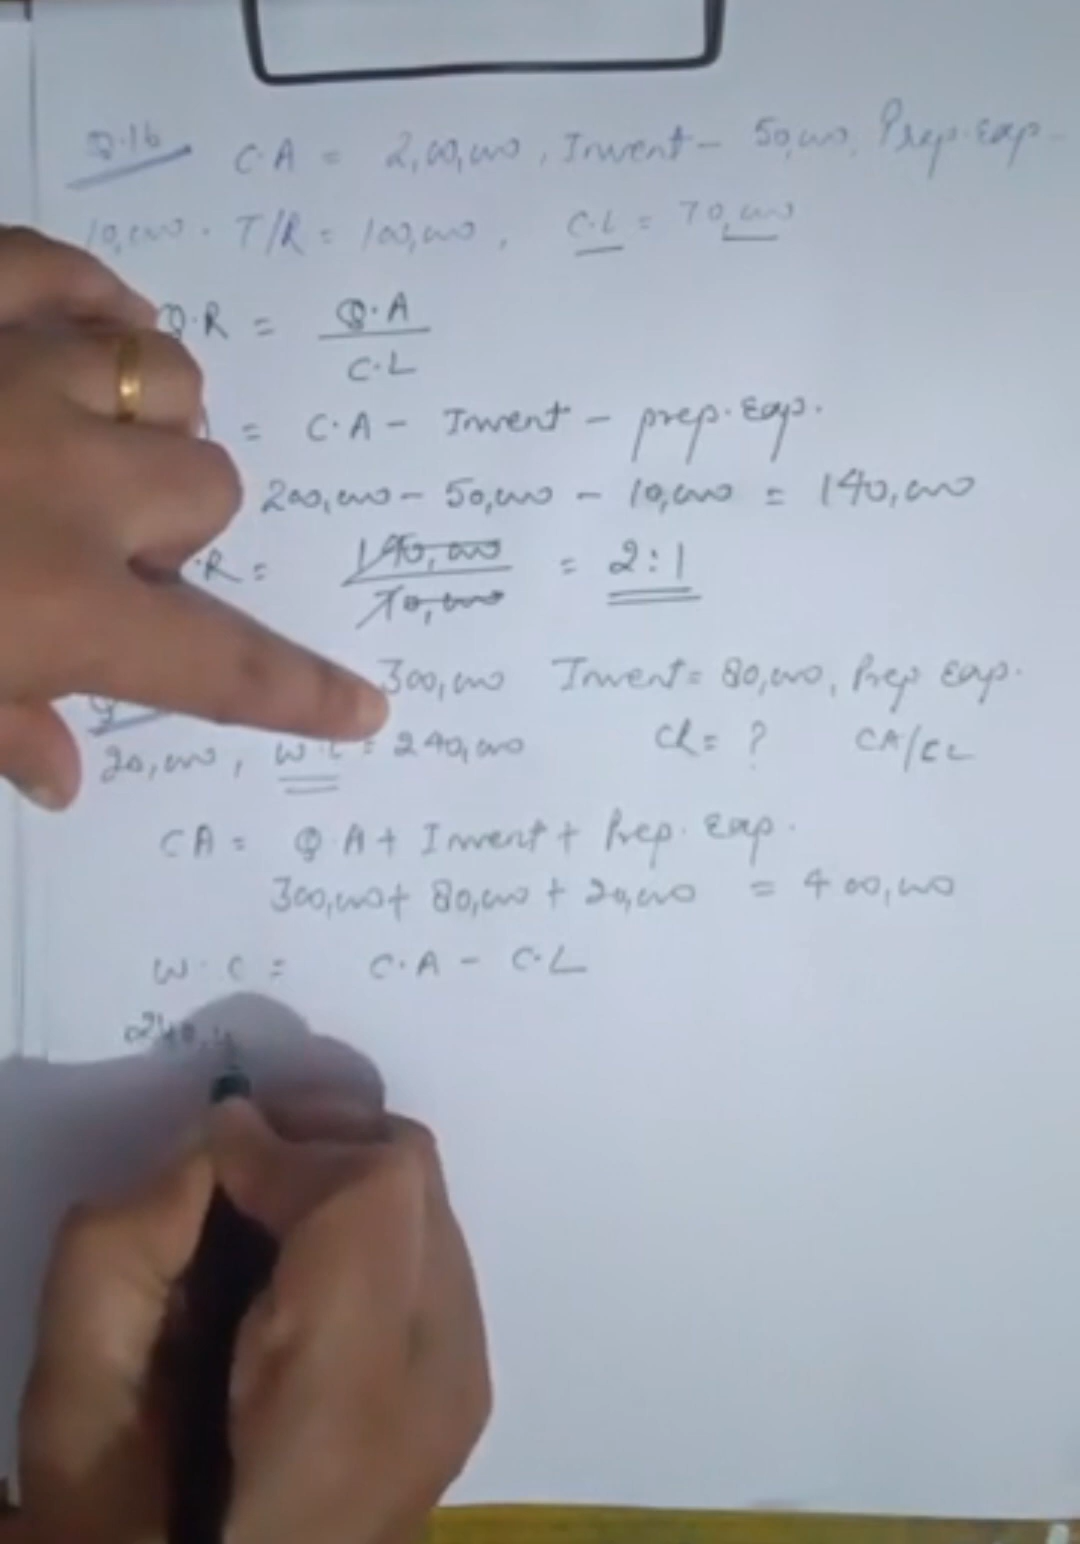 Q.16 C.A = 2,00,000, Invent - 50,000, Prep. Exp -
10,000. T/R = 100,000, C.L = 70,000
Q.R = Q.A / C.L
= C.A - Invent - prep. Exp.
200,000 - 50,000 - 10,000 = 140,000
.R = 140,000 / 70,000 = 2:1
300,000 Invent = 80,000, Prep Exp.
20,000, W.C = 240,000 CR = ? CA/CL
CA = Q.A + Invent + Prep. Exp.
300,000 + 80,000 + 20,000 = 400,000
W.C = C.A - C.L